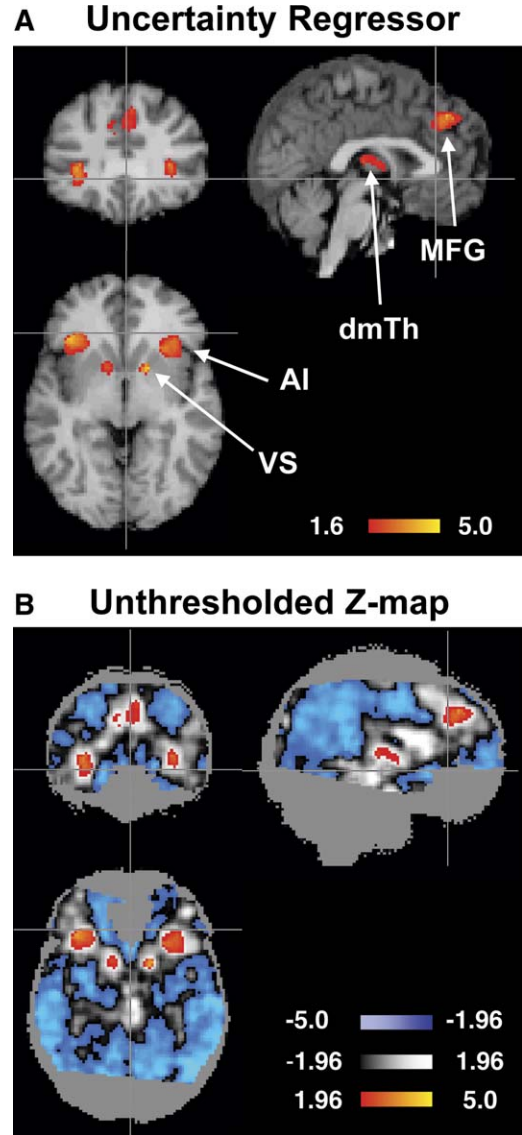 A Uncertainty Regressor
MFG
dmTh
AI
VS
1.6 5.0
B Unthresholded Z-map
-5.0 -1.96
-1.96 1.96
1.96 5.0